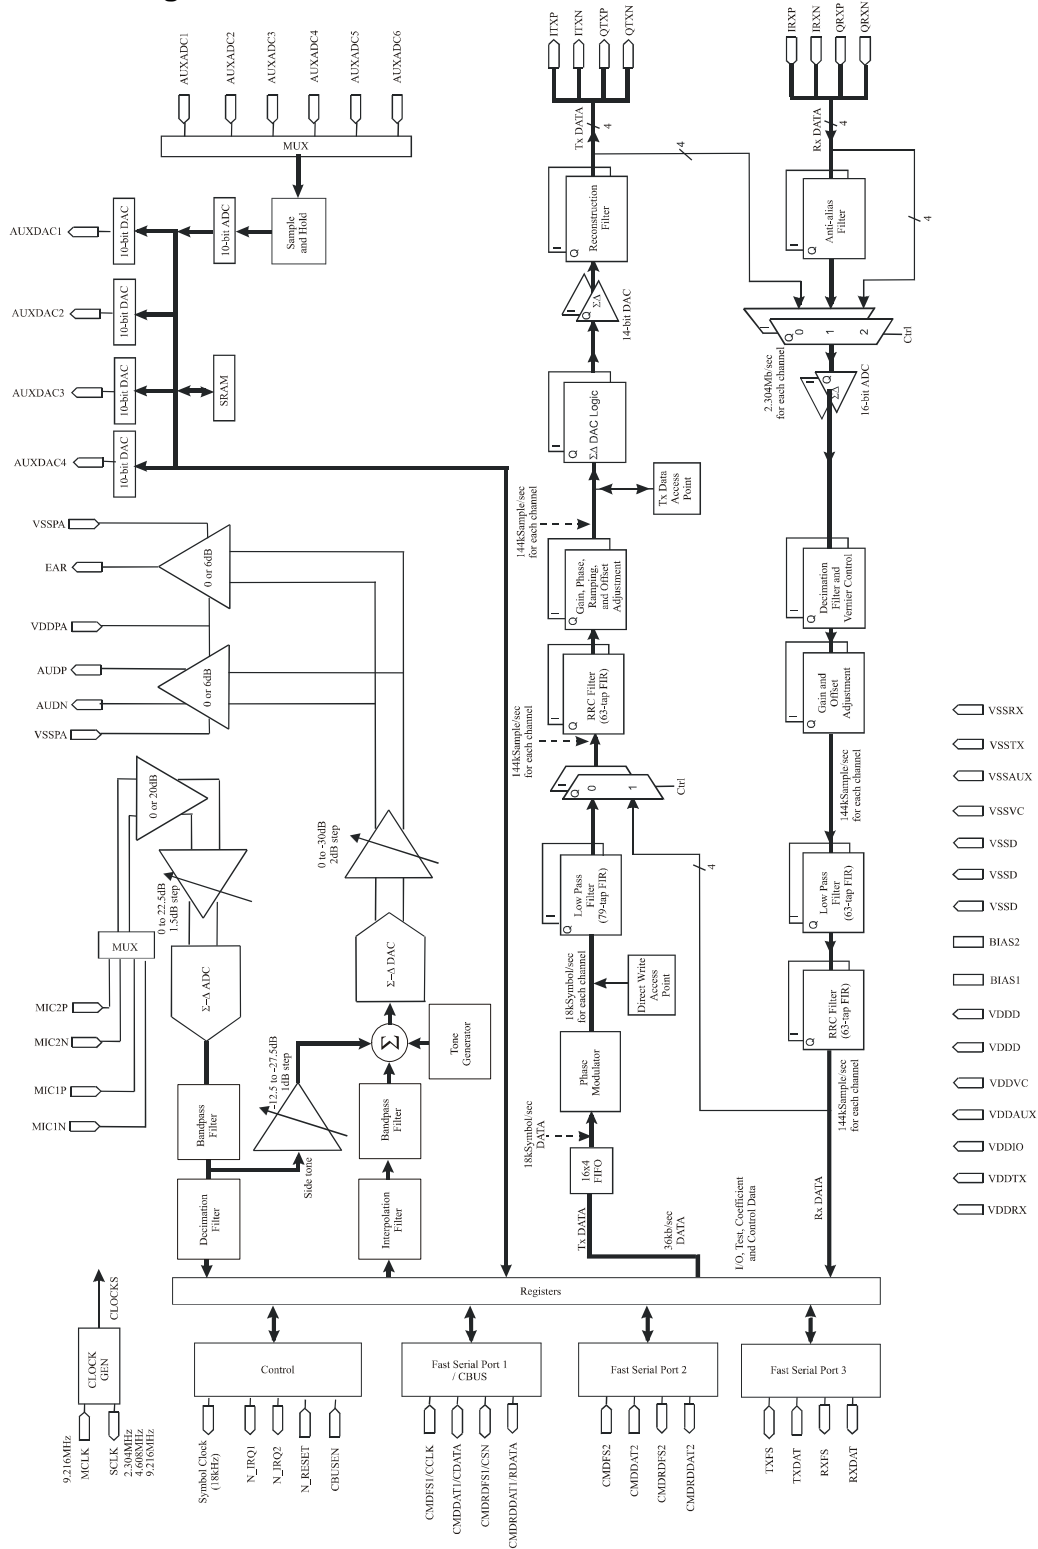 AUXADC1
AUXADC2
AUXADC3
AUXADC4
AUXADC5
AUXADC6
MUX
Sample
and Hold
10-bit ADC
AUXDAC1
10-bit DAC
AUXDAC2
10-bit DAC
AUXDAC3
10-bit DAC
SRAM
AUXDAC4
10-bit DAC
VSSPA
EAR
0 or 6dB
VDDPA
AUDP
AUDN
0 or 6dB
VSSPA
0 or 20dB
0 to 22.5dB
1.5dB step
MUX
MIC2P
MIC2N
MIC1P
MIC1N
Σ–Δ ADC
Bandpass
Filter
Decimation
Filter
Side tone
-12.5 to -27.5dB
1dB step
0 to -30dB
2dB step
Σ–Δ DAC
Σ
Tone
Generator
Bandpass
Filter
Interpolation
Filter
ITXP
ITXN
QTXP
QTXN
Tx DATA
4
4
I
Q
Reconstruction
Filter
Q
ΣΔ
14-bit DAC
I
Q
ΣΔ DAC Logic
Tx Data
Access
Point
144kSample/sec
for each channel
I
Q
Gain, Phase,
Ramping,
and Offset
Adjustment
I
Q
RRC Filter
(63-tap FIR)
144kSample/sec
for each channel
I
Q
0
1
Ctrl
I
Q
Low Pass
Filter
(79-tap FIR)
4
18kSymbol/sec
for each channel
Direct Write
Access
Point
Phase
Modulator
18kSymbol/sec
DATA
16x4
FIFO
Tx DATA
36kb/sec
DATA
I/O, Test, Coefficient
and Control Data
IRXP
IRXN
QRXP
QRXN
Rx DATA
4
4
I
Q
Anti-alias
Filter
I
Q
0
1
2
Ctrl
2.304Mb/sec
for each channel
I
Q
ΣΔ
16-bit ADC
I
Q
Decimation
Filter and
Vernier Control
I
Q
Gain and
Offset
Adjustment
144kSample/sec
for each channel
I
Q
Low Pass
Filter
(63-tap FIR)
I
Q
RRC Filter
(63-tap FIR)
144kSample/sec
for each channel
Rx DATA
VSSRX
VSSTX
VSSAUX
VSSVC
VSSD
VSSD
VSSD
BIAS2
BIAS1
VDDD
VDDD
VDDVC
VDDAUX
VDDIO
VDDTX
VDDRX
Registers
CLOCKS
CLOCK
GEN
9.216MHz
MCLK
SCLK
2.304MHz
4.608MHz
9.216MHz
Control
Symbol Clock
(18kHz)
N_IRQ1
N_IRQ2
N_RESET
CBUSEN
Fast Serial Port 1
/ CBUS
CMDFS1/CCLK
CMDDAT1/CDATA
CMDRDFS1/CSN
CMDRDDAT1/RDATA
Fast Serial Port 2
CMDFS2
CMDDAT2
CMDRDFS2
CMDRDDAT2
Fast Serial Port 3
TXFS
TXDAT
RXFS
RXDAT